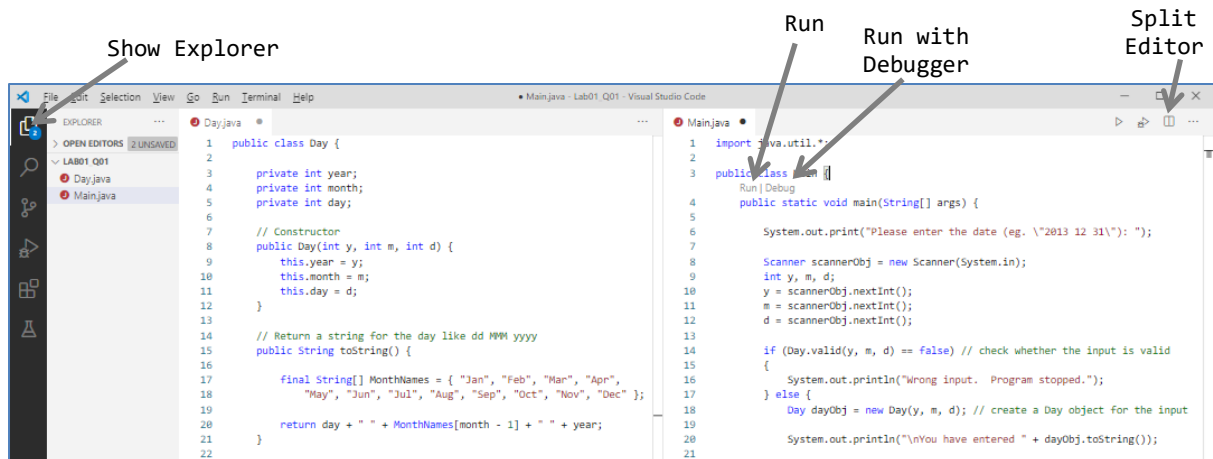 Show Explorer
Run
Run with
Debugger
Split
Editor
File Edit Selection View Go Run Terminal Help
• Main.java - Lab01_Q01 - Visual Studio Code
EXPLORER ...
> OPEN EDITORS 2 UNSAVED
LAB01_Q01
Day.java
Main.java
2
Day.java ● ...
1 public class Day {
2
3 private int year;
4 private int month;
5 private int day;
6
7 // Constructor
8 public Day(int y, int m, int d) {
9 this.year = y;
10 this.month = m;
11 this.day = d;
12 }
13
14 // Return a string for the day like dd MMM yyyy
15 public String toString() {
16
17 final String[] MonthNames = { "Jan", "Feb", "Mar", "Apr",
18 "May", "Jun", "Jul", "Aug", "Sep", "Oct", "Nov", "Dec" };
19
20 return day + " " + MonthNames[month - 1] + " " + year;
21 }
22
Main.java ● ...
1 import java.util.*;
2
3 public class Main {
Run | Debug
4 public static void main(String[] args) {
5
6 System.out.print("Please enter the date (eg. \"2013 12 31\"): ");
7
8 Scanner scannerObj = new Scanner(System.in);
9 int y, m, d;
10 y = scannerObj.nextInt();
11 m = scannerObj.nextInt();
12 d = scannerObj.nextInt();
13
14 if (Day.valid(y, m, d) == false) // check whether the input is valid
15 {
16 System.out.println("Wrong input.  Program stopped.");
17 } else {
18 Day dayObj = new Day(y, m, d); // create a Day object for the input
19
20 System.out.println("\nYou have entered " + dayObj.toString());
21